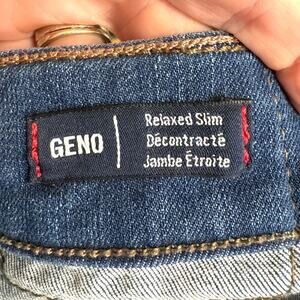 GENO
Relaxed Slim
Décontracté
Jambe Étroite